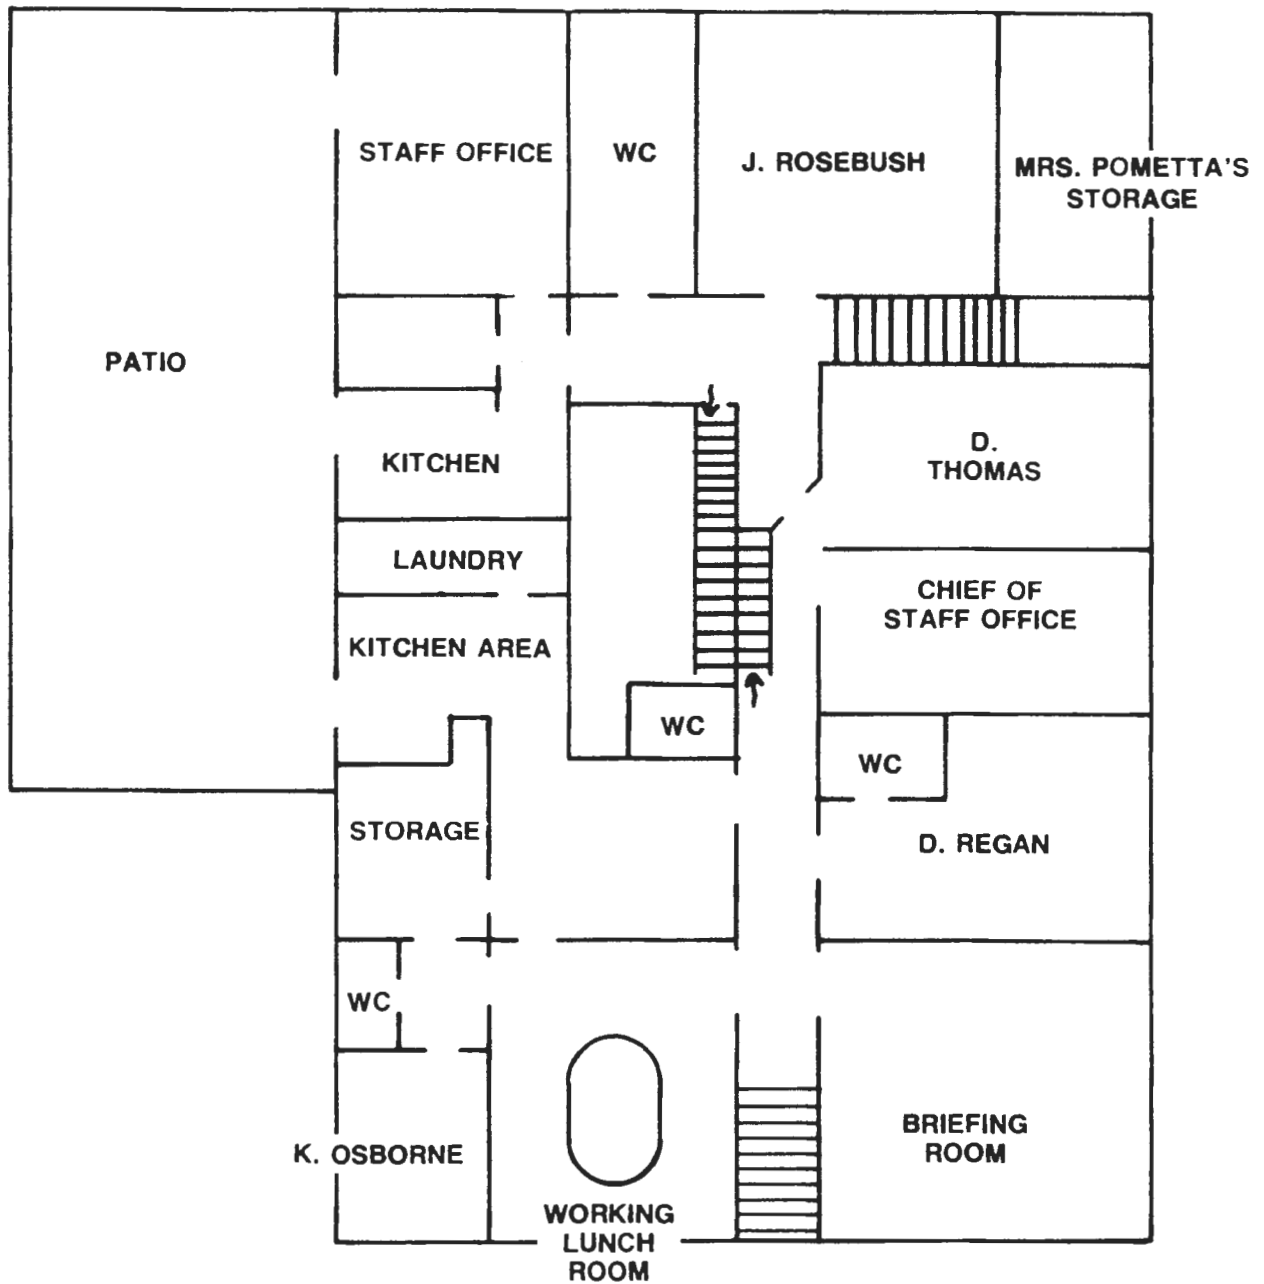 STAFF OFFICE
WC
J. ROSEBUSH
MRS. POMETTA'S
STORAGE
PATIO
KITCHEN
D.
THOMAS
LAUNDRY
CHIEF OF
STAFF OFFICE
KITCHEN AREA
WC
WC
STORAGE
D. REGAN
WC
K. OSBORNE
BRIEFING
ROOM
WORKING
LUNCH
ROOM